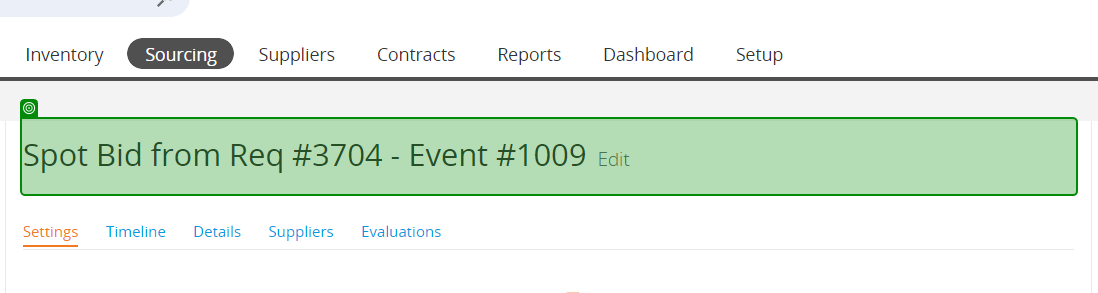 Inventory Sourcing Suppliers Contracts Reports Dashboard Setup
Spot Bid from Req #3704 - Event #1009 Edit
Settings Timeline Details Suppliers Evaluations